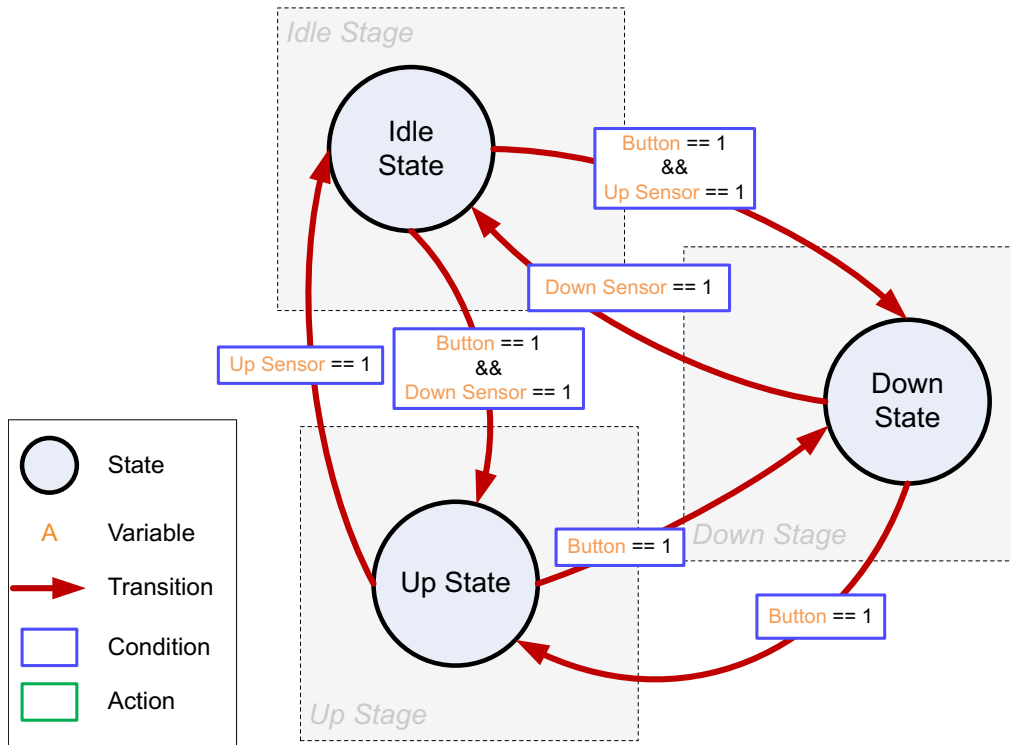 Idle Stage
Idle
State
Button == 1
&&
Up Sensor == 1
Down Sensor == 1
Up Sensor == 1
Button == 1
&&
Down Sensor == 1
Down
State
Down Stage
Up State
Button == 1
Button == 1
Up Stage
State
A Variable
Transition
Condition
Action